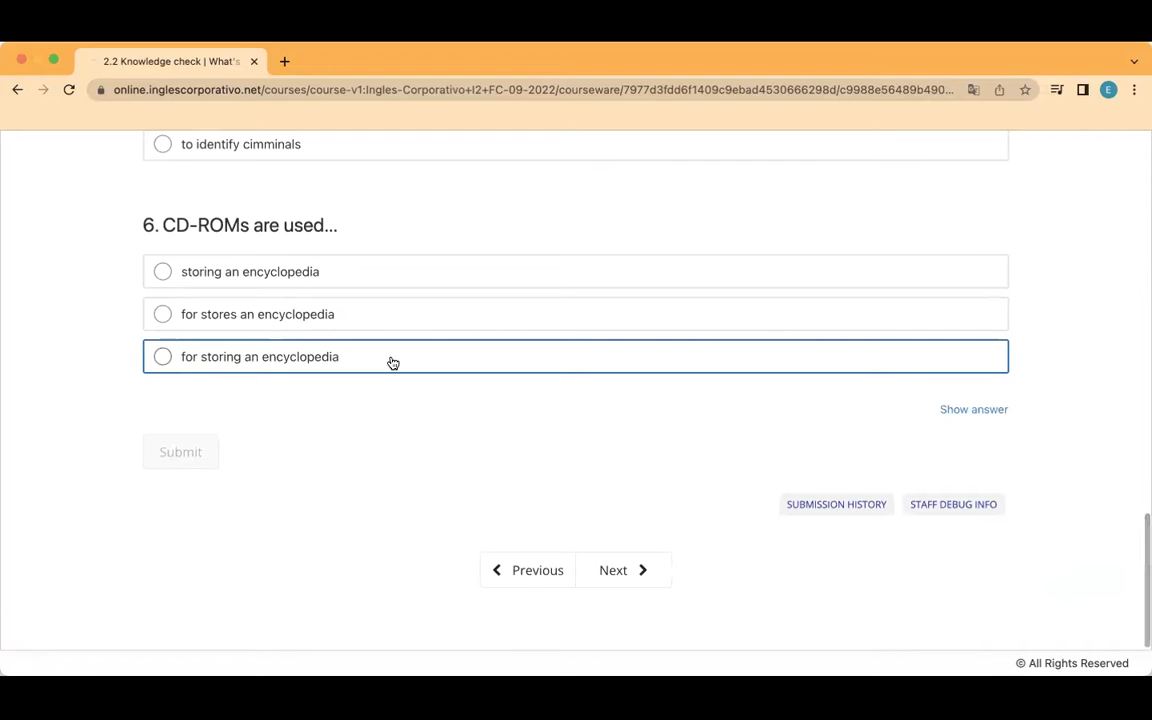 2.2 Knowledge check | What's
online.inglescorporativo.net/courses/course-v1:Ingles-Corporativo+I2+FC-09-2022/courseware/7977d3fdd6f1409c9ebad4530666298d/c9988e56489b490...
E
to identify cimminals
6. CD-ROMs are used...
storing an encyclopedia
for stores an encyclopedia
for storing an encyclopedia
Show answer
Submit
SUBMISSION HISTORY STAFF DEBUG INFO
Previous Next
© All Rights Reserved